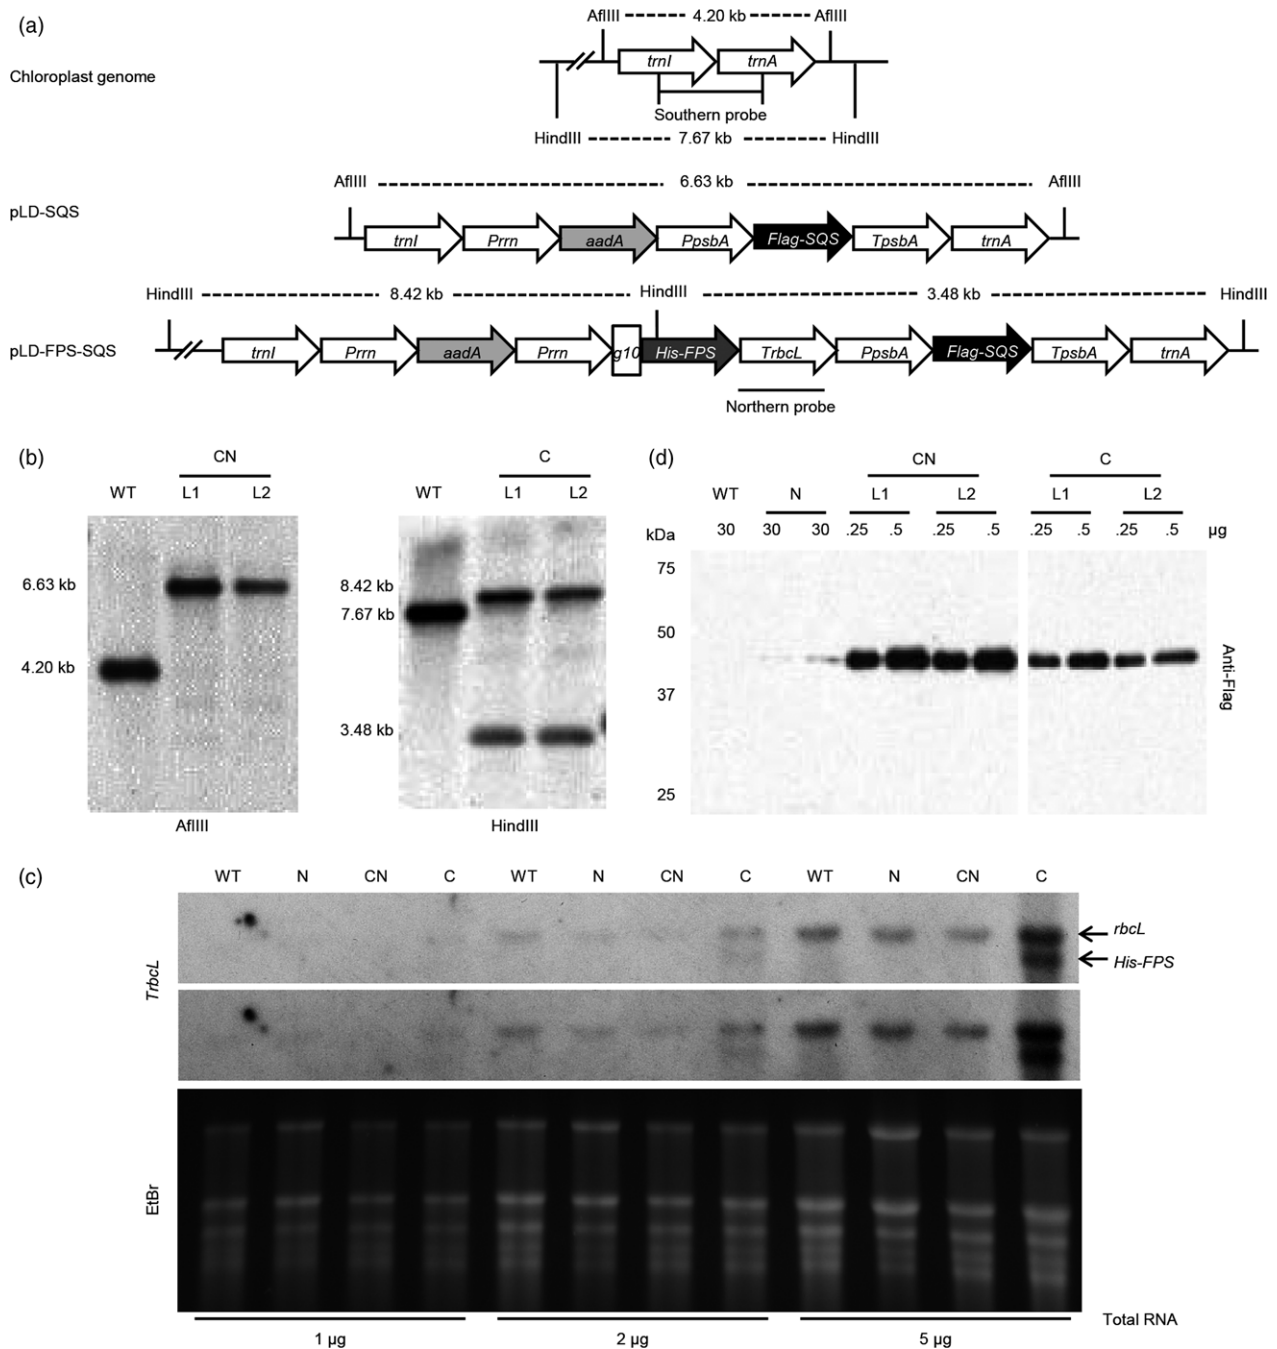 (a)
AflIII 4.20 kb AflIII
Chloroplast genome
trnI trnA
Southern probe
HindIII 7.67 kb HindIII
AflIII 6.63 kb AflIII
pLD-SQS
trnI Prrn aadA PpsbA Flag-SQS TpsbA trnA
HindIII 8.42 kb HindIII 3.48 kb HindIII
pLD-FPS-SQS
trnI Prrn aadA Prrn g10 His-FPS TrbcL PpsbA Flag-SQS TpsbA trnA
Northern probe
(b)
CN
WT L1 L2
6.63 kb
4.20 kb
AflIII
C
WT L1 L2
8.42 kb
7.67 kb
3.48 kb
HindIII
(d)
CN C
WT N L1 L2 L1 L2
kDa 30 30 30 .25 .5 .25 .5 .25 .5 .25 .5 µg
75
50
37
25
Anti-Flag
(c)
WT N CN C WT N CN C WT N CN C
rbcL
His-FPS
TrbcL
EtBr
Total RNA
1 µg 2 µg 5 µg